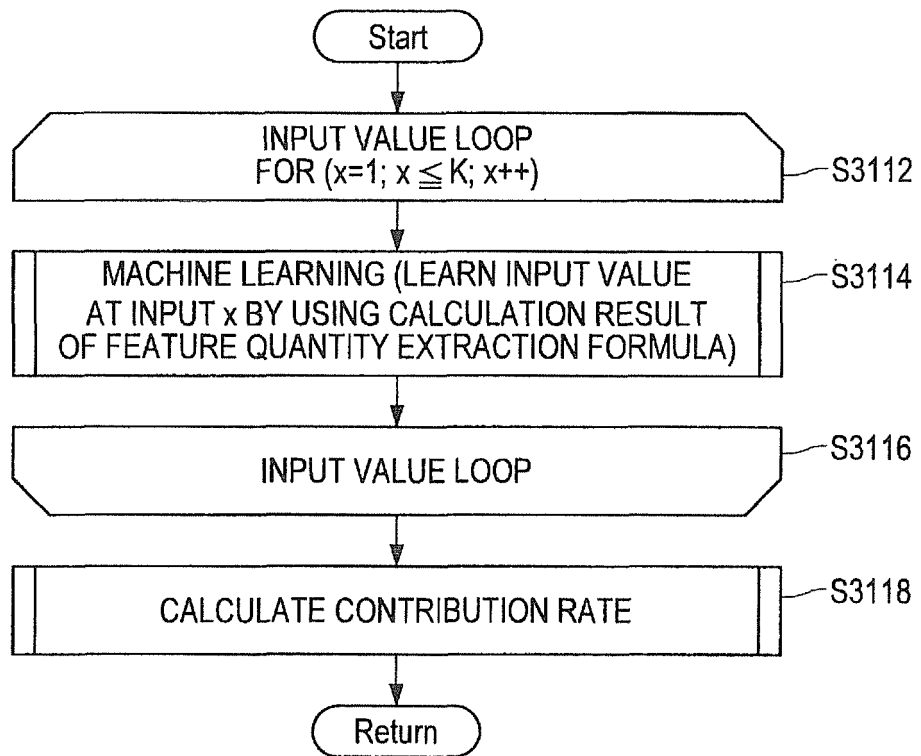 Start
INPUT VALUE LOOP
FOR (x=1; x ≦ K; x++)
S3112
MACHINE LEARNING (LEARN INPUT VALUE
AT INPUT x BY USING CALCULATION RESULT
OF FEATURE QUANTITY EXTRACTION FORMULA)
S3114
INPUT VALUE LOOP
S3116
CALCULATE CONTRIBUTION RATE
S3118
Return